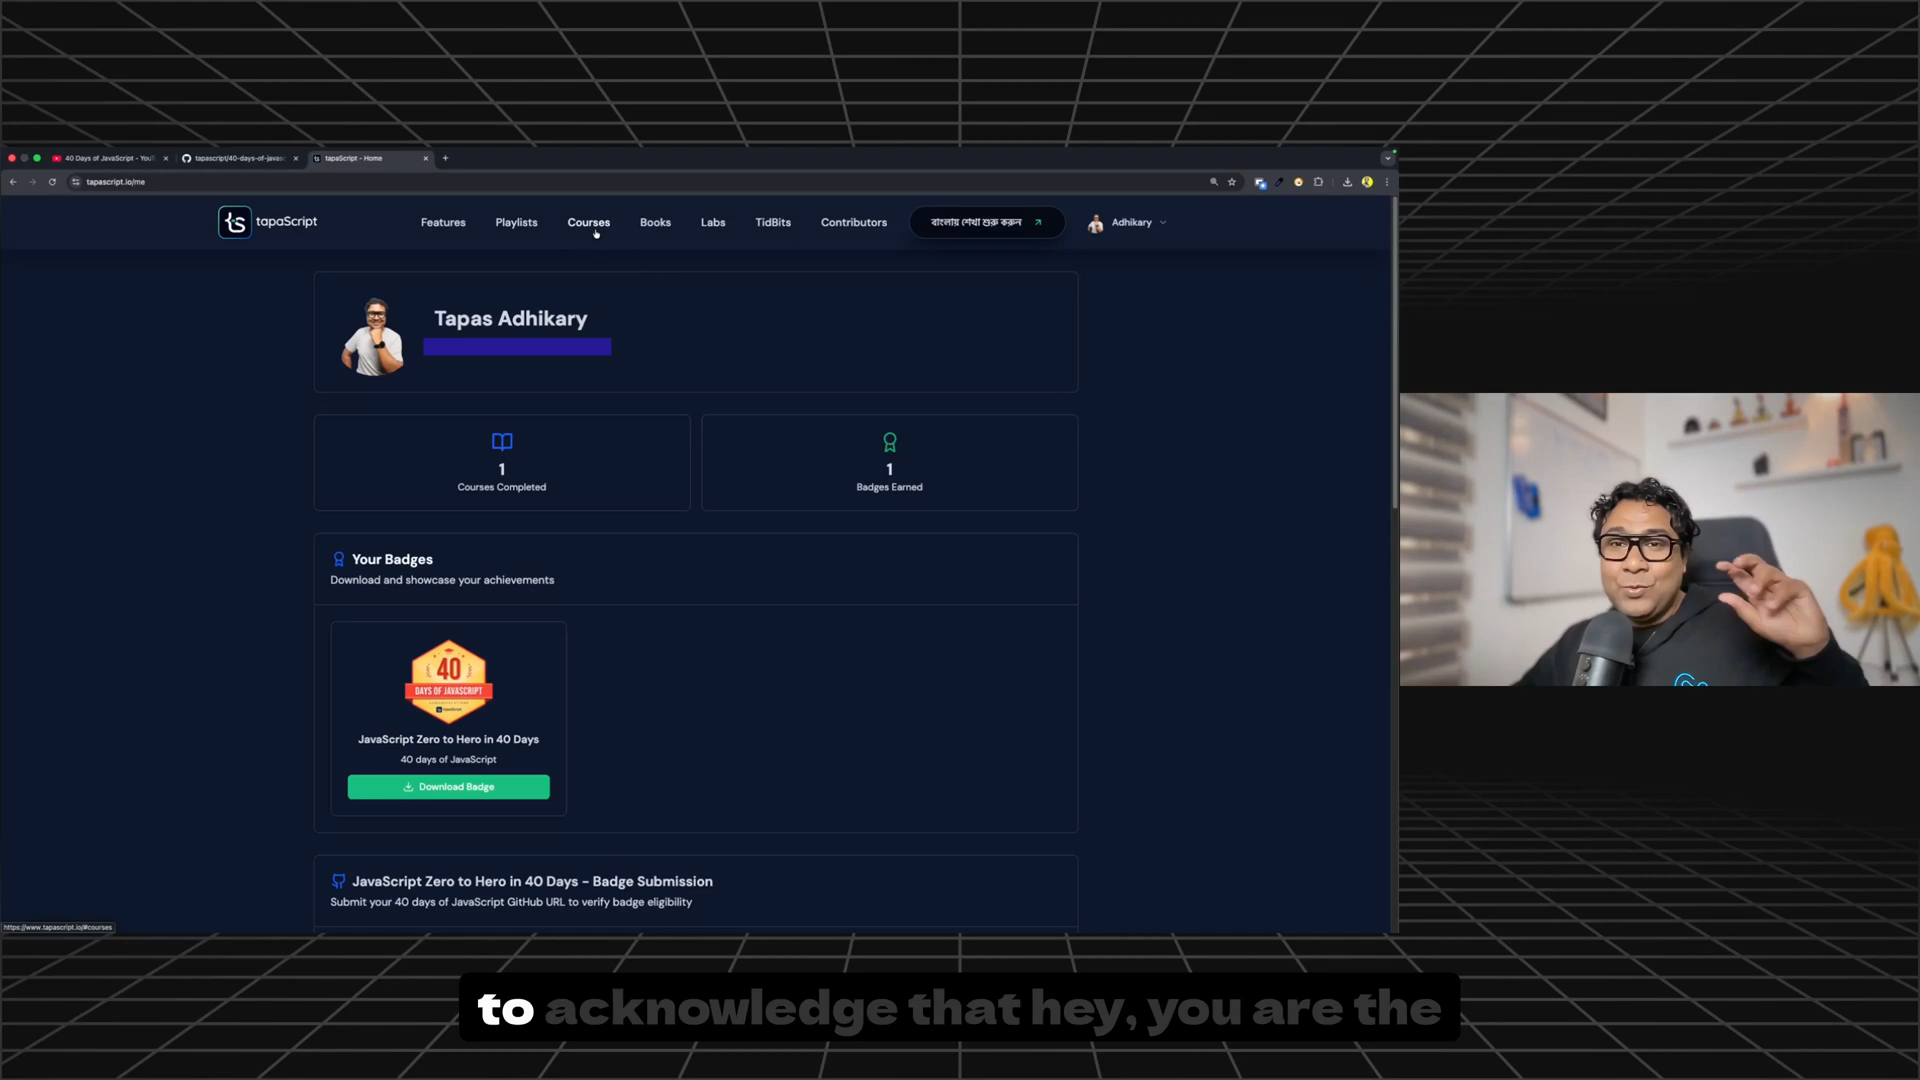 40 Days of JavaScript - YouT
tapascript/40-days-of-javasc
tapaScript - Home
tapascript.io/me
tapaScript
Features
Playlists
Courses
Books
Labs
TidBits
Contributors
বাংলায় শেখা শুরু করুন
Adhikary
Tapas Adhikary
1
Courses Completed
1
Badges Earned
Your Badges
Download and showcase your achievements
40
DAYS OF JAVASCRIPT
JavaScript Zero to Hero in 40 Days
40 days of JavaScript
Download Badge
JavaScript Zero to Hero in 40 Days - Badge Submission
Submit your 40 days of JavaScript GitHub URL to verify badge eligibility
https://www.tapascript.io/#courses
to acknowledge that hey, you are the